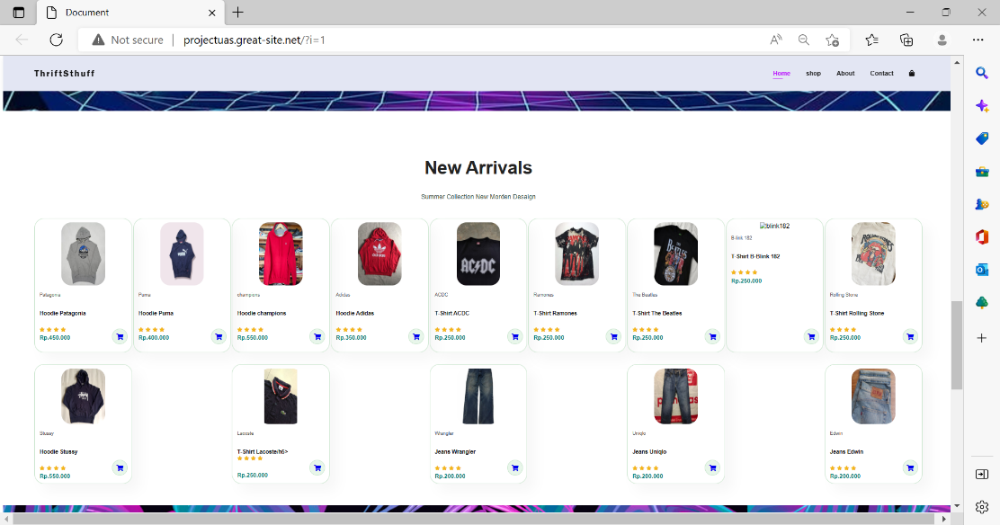 Document
Not secure
projectuas.great-site.net/?i=1
ThriftSthuff
Home
shop
About
Contact
New Arrivals
Summer Collection New Morden Desaign
Patagonia
Hoodie Patagonia
Rp.450.000
Puma
Hoodie Puma
Rp.400.000
champions
Hoodie champions
Rp.550.000
Adidas
Hoodie Adidas
Rp.350.000
AC/DC
ACDC
T-Shirt ACDC
Rp.250.000
Ramones
T-Shirt Ramones
Rp.250.000
The Beatles
T-Shirt The Beatles
Rp.250.000
blink182
B-link 182
T-Shirt B-Blink 182
Rp.250.000
Rolling Stone
T-Shirt Rolling Stone
Rp.250.000
Stussy
Hoodie Stussy
Rp.550.000
Lacoste
T-Shirt Lacoste/h5>
Rp.250.000
Wrangler
Jeans Wrangler
Rp.200.000
Uniqlo
Jeans Uniqlo
Rp.200.000
Edwin
Jeans Edwin
Rp.200.000